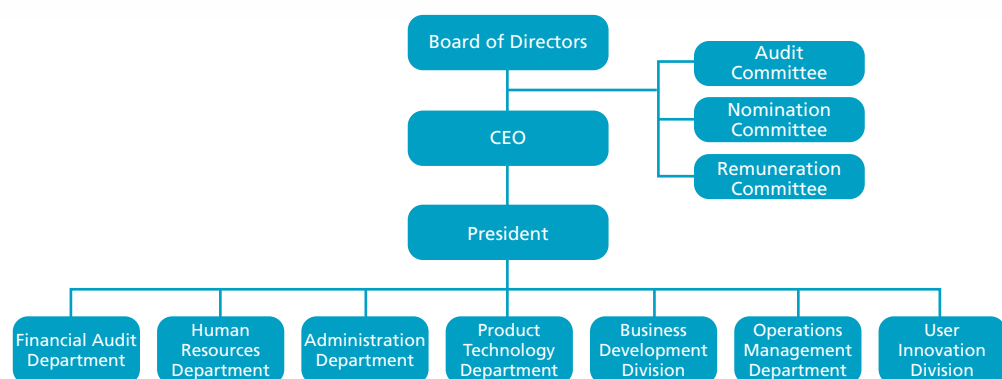 Board of Directors
Audit
Committee
Nomination
Committee
CEO
Remuneration
Committee
President
Financial Audit
Department
Human
Resources
Department
Administration
Department
Product
Technology
Department
Business
Development
Division
Operations
Management
Department
User
Innovation
Division